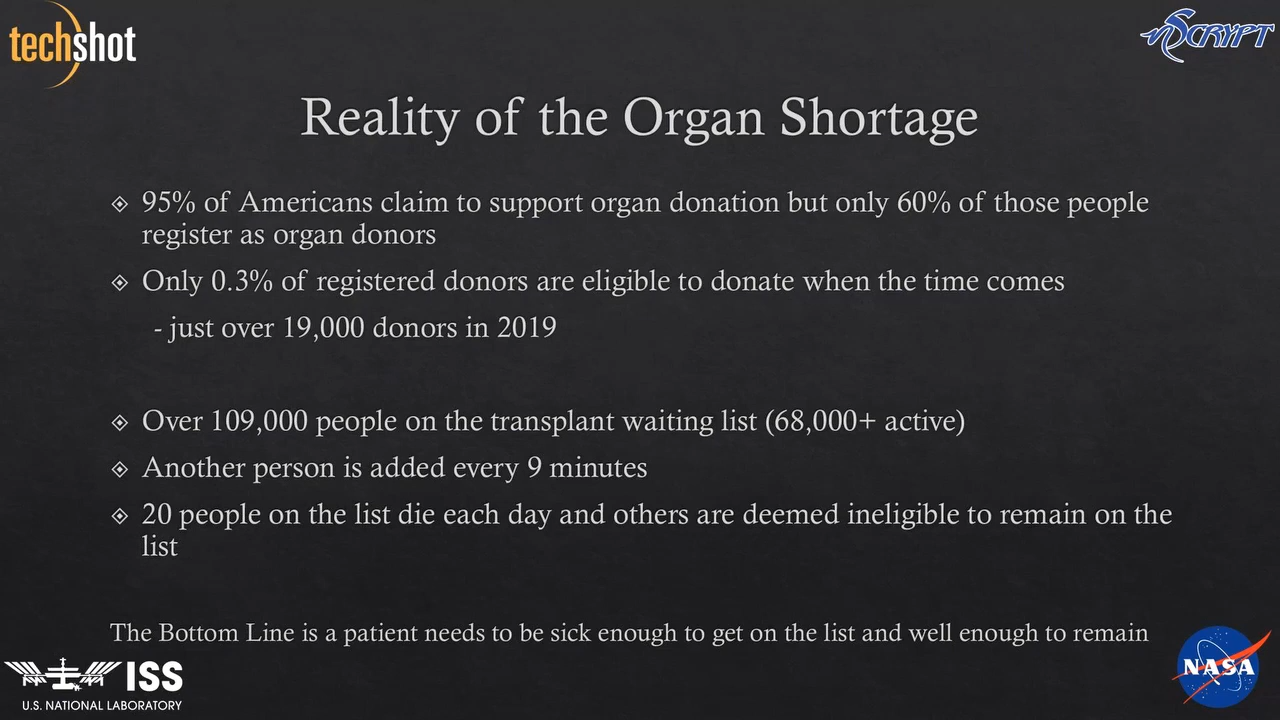 techshot
nSCRYPT
Reality of the Organ Shortage
95% of Americans claim to support organ donation but only 60% of those people
register as organ donors
Only 0.3% of registered donors are eligible to donate when the time comes
- just over 19,000 donors in 2019
Over 109,000 people on the transplant waiting list (68,000+ active)
Another person is added every 9 minutes
20 people on the list die each day and others are deemed ineligible to remain on the
list
The Bottom Line is a patient needs to be sick enough to get on the list and well enough to remain
ISS
U.S. NATIONAL LABORATORY
NASA